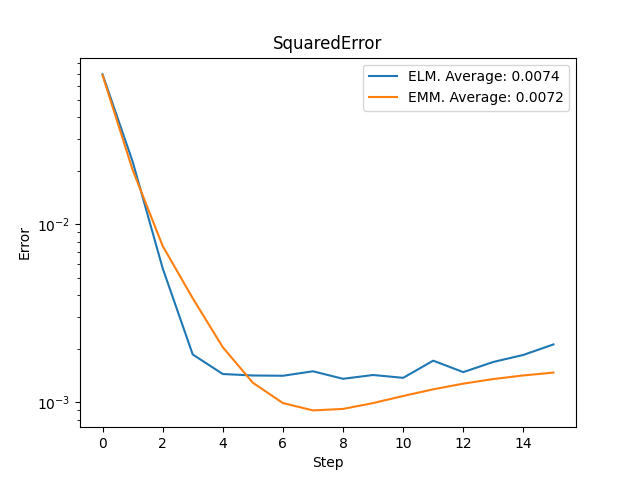 SquaredError
ELM. Average: 0.0074
EMM. Average: 0.0072
Error
10⁻²
10⁻³
0 2 4 6 8 10 12 14
Step